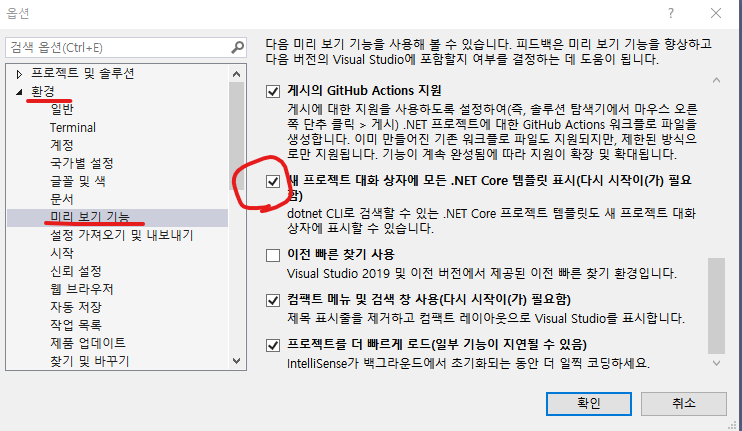 옵션
검색 옵션(Ctrl+E)
프로젝트 및 솔루션
환경
일반
Terminal
계정
국가별 설정
글꼴 및 색
문서
미리 보기 기능
설정 가져오기 및 내보내기
시작
신뢰 설정
웹 브라우저
자동 저장
작업 목록
제품 업데이트
찾기 및 바꾸기
다음 미리 보기 기능을 사용해 볼 수 있습니다. 피드백은 미리 보기 기능을 향상하고
다음 버전의 Visual Studio에 포함할지 여부를 결정하는 데 도움이 됩니다.
게시의 GitHub Actions 지원
게시에 대한 지원을 사용하도록 설정하여(즉, 솔루션 탐색기에서 마우스 오른
쪽 단추 클릭 > 게시) .NET 프로젝트에 대한 GitHub Actions 워크플로 파일을
생성합니다. 이미 만들어진 기존 워크플로 파일도 지원되지만, 제한된 방식으
로만 지원됩니다. 기능이 계속 완성됨에 따라 지원이 확장 및 확대됩니다.
새 프로젝트 대화 상자에 모든 .NET Core 템플릿 표시(다시 시작이(가) 필요
함)
dotnet CLI로 검색할 수 있는 .NET Core 프로젝트 템플릿도 새 프로젝트 대화
상자에 표시할 수 있습니다.
이전 빠른 찾기 사용
Visual Studio 2019 및 이전 버전에서 제공된 이전 빠른 찾기 환경입니다.
컴팩트 메뉴 및 검색 창 사용(다시 시작이(가) 필요함)
제목 표시줄을 제거하고 컴팩트 레이아웃으로 Visual Studio를 표시합니다.
프로젝트를 더 빠르게 로드(일부 기능이 지연될 수 있음)
IntelliSense가 백그라운드에서 초기화되는 동안 더 일찍 코딩하세요.
확인
취소